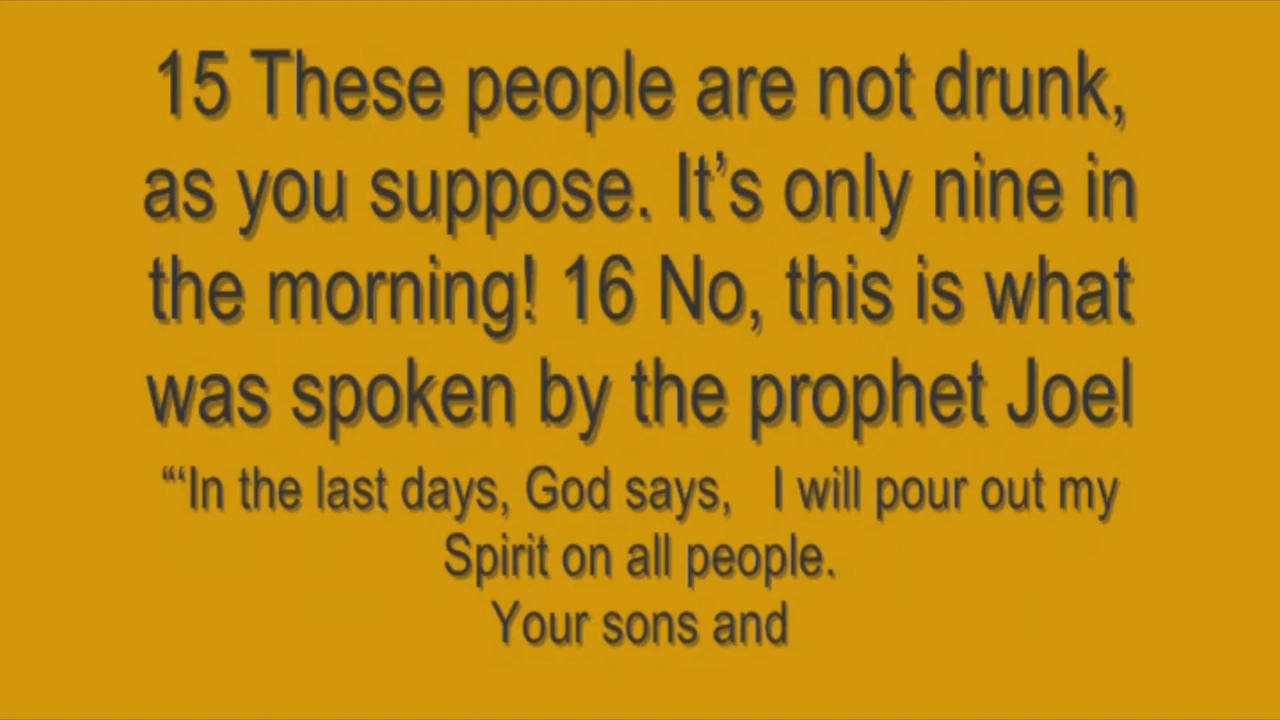 15 These people are not drunk,
as you suppose. It’s only nine in
the morning! 16 No, this is what
was spoken by the prophet Joel
“‘In the last days, God says,   I will pour out my
Spirit on all people.
Your sons and